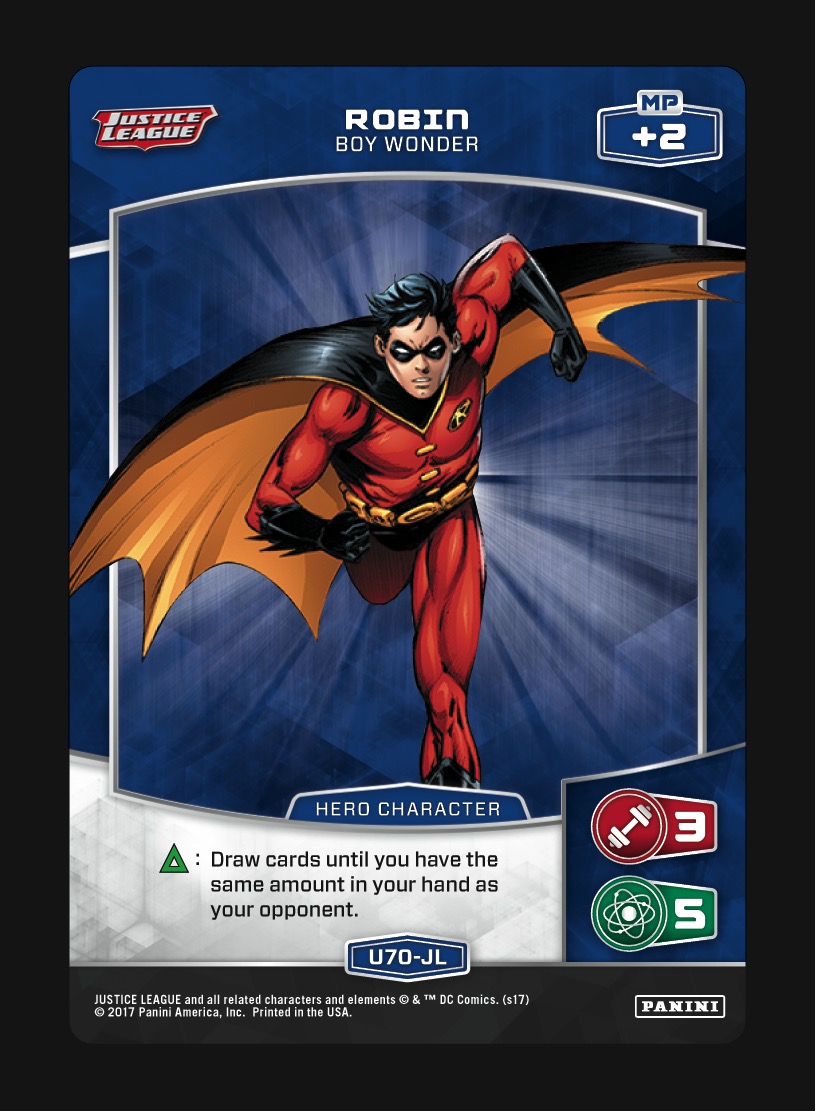 JUSTICE
LEAGUE
ROBIN
BOY WONDER
MP
+2
HERO CHARACTER
3
: Draw cards until you have the
same amount in your hand as
your opponent.
5
U70-JL
JUSTICE LEAGUE and all related characters and elements © & ™ DC Comics. (s17)
© 2017 Panini America, Inc. Printed in the USA.
PANINI